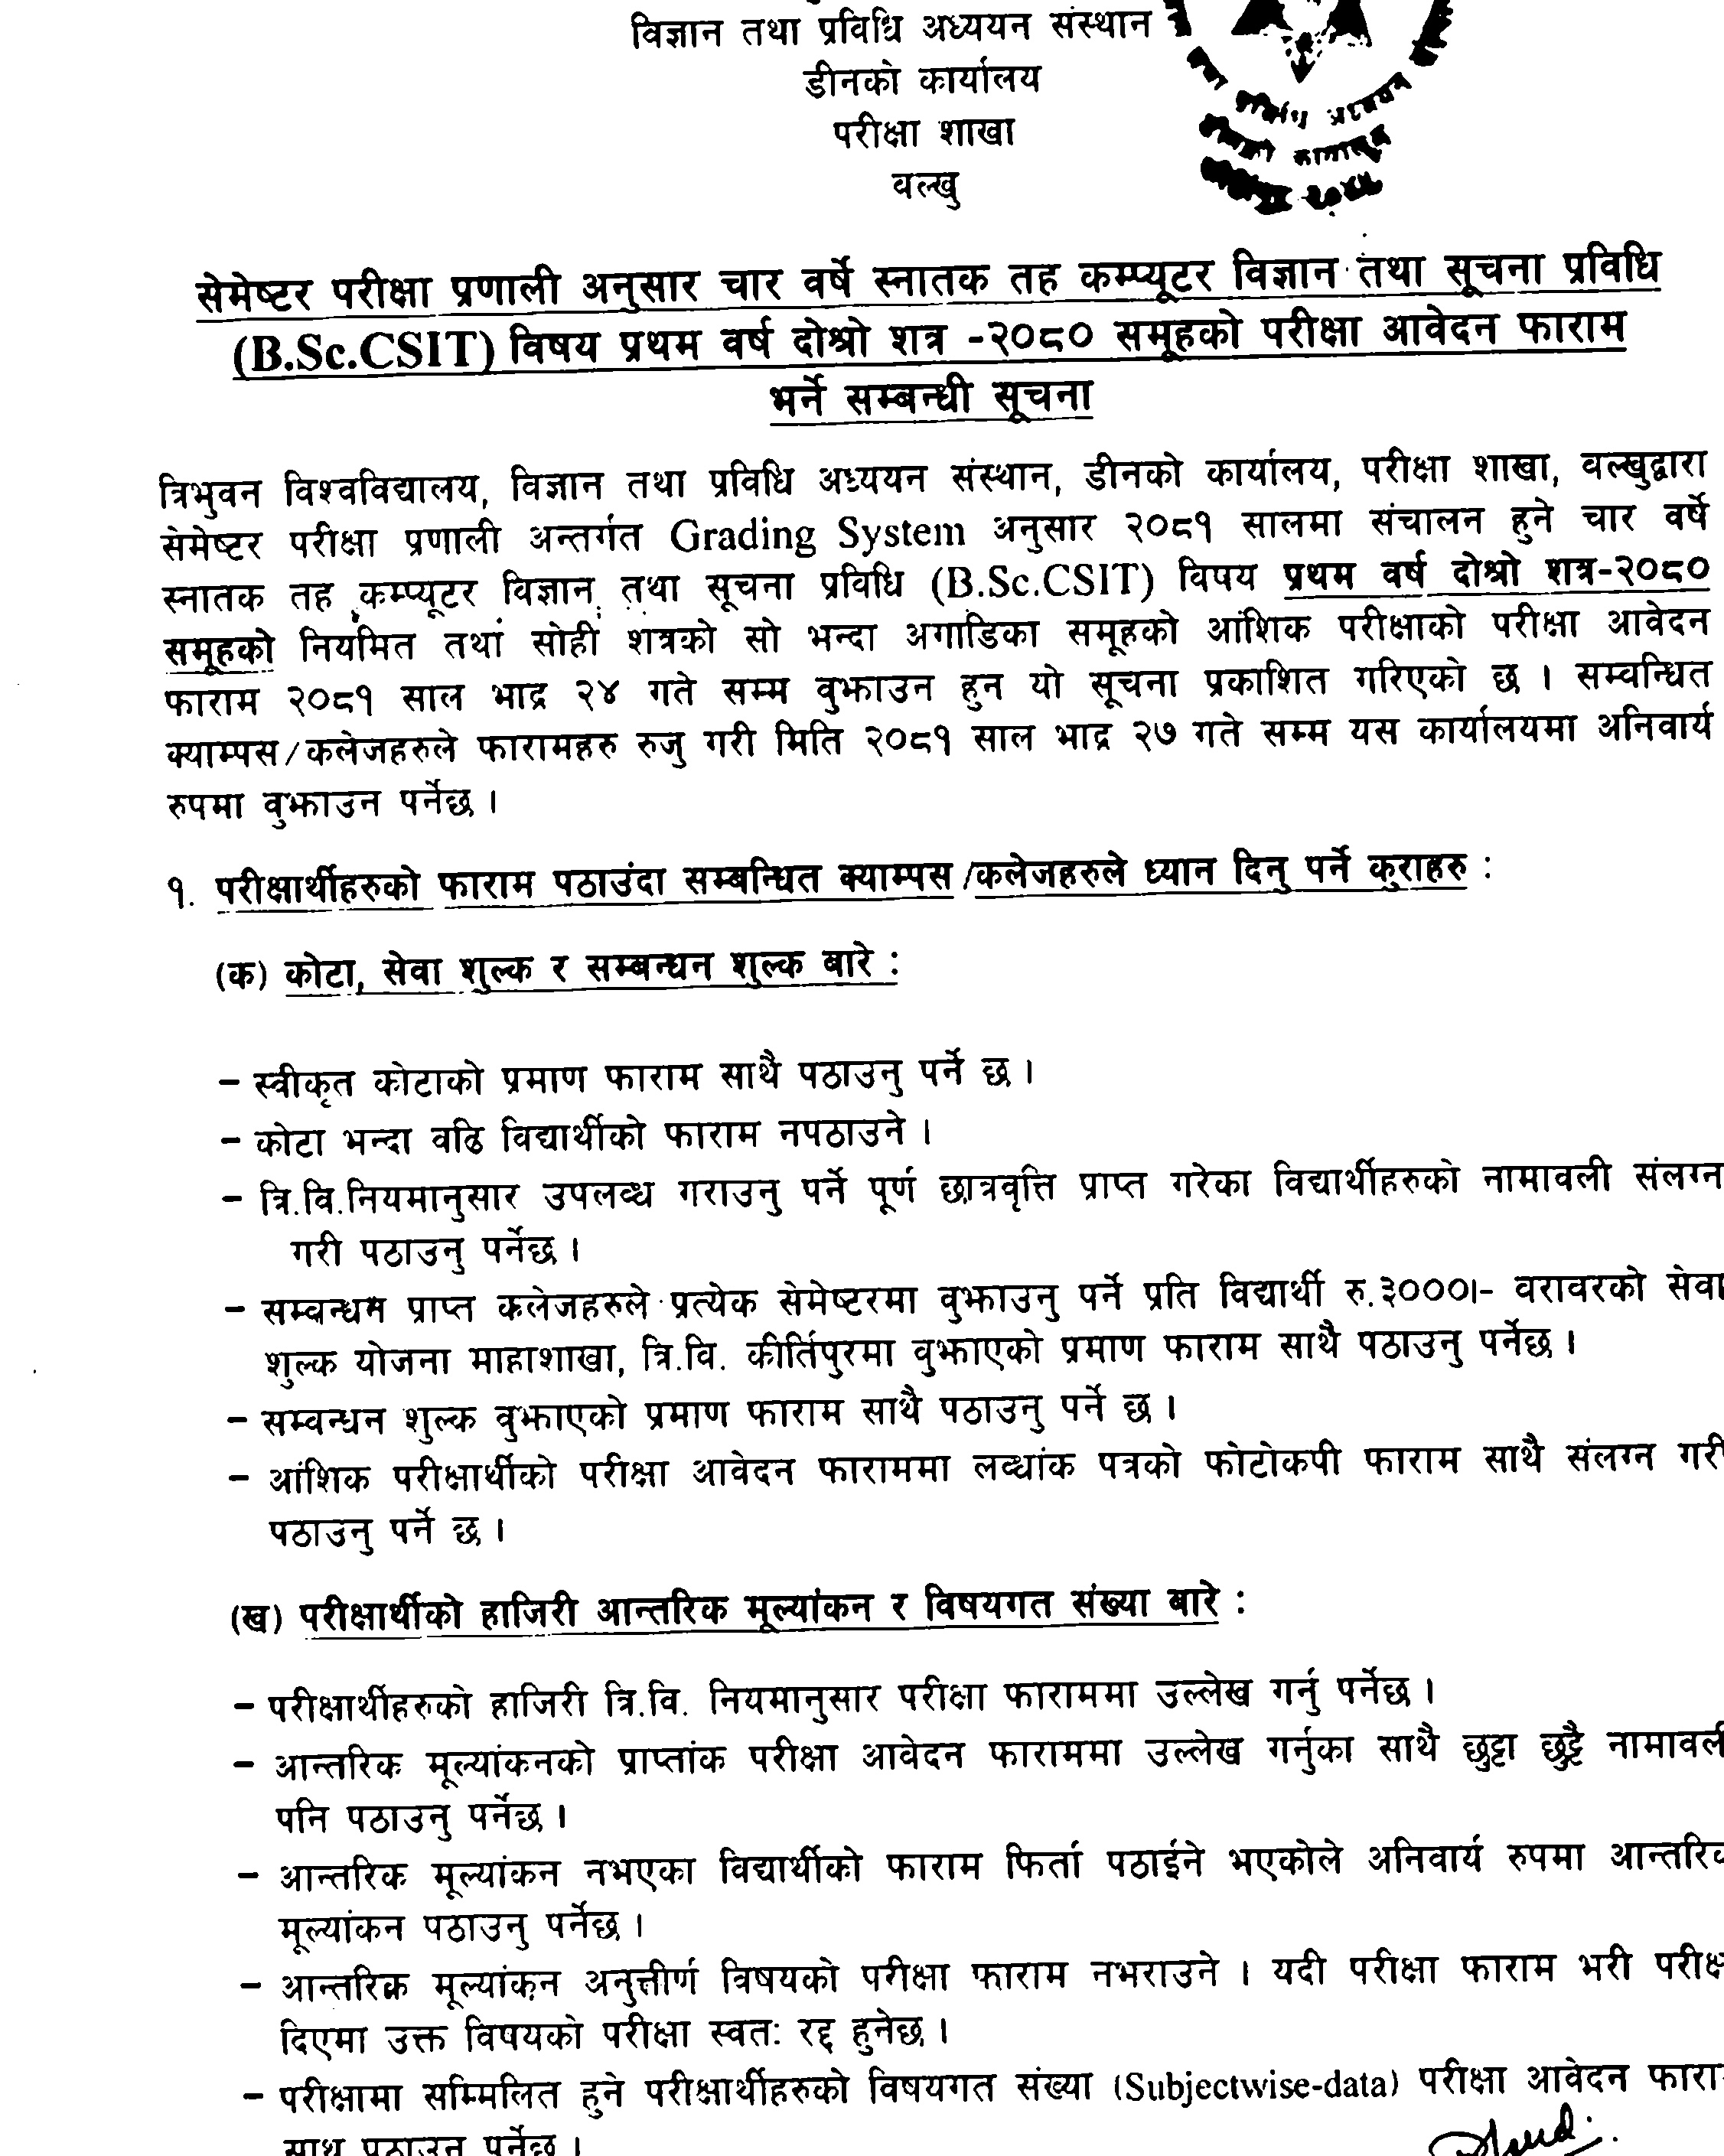 विज्ञान तथा प्रविधि अध्ययन संस्थान
डीनको कार्यालय
परीक्षा शाखा
वल्खु
सेमेष्टर परीक्षा प्रणाली अनुसार चार वर्षे स्नातक तह कम्प्यूटर विज्ञान तथा सूचना प्रविधि
(B.Sc.CSIT) विषय प्रथम वर्ष दोश्रो शत्र -२०८० समूहको परीक्षा आवेदन फाराम
भर्ने सम्बन्धी सूचना
त्रिभुवन विश्वविद्यालय, विज्ञान तथा प्रविधि अध्ययन संस्थान, डीनको कार्यालय, परीक्षा शाखा, वल्खुद्वारा
सेमेष्टर परीक्षा प्रणाली अन्तर्गत Grading System अनुसार २०८१ सालमा संचालन हुने चार वर्षे
स्नातक तह कम्प्यूटर विज्ञान तथा सूचना प्रविधि (B.Sc.CSIT) विषय प्रथम वर्ष दोश्रो शत्र-२०८०
समूहको नियमित तथा सोही शत्रको सो भन्दा अगाडिका समूहको आंशिक परीक्षाको परीक्षा आवेदन
फाराम २०८१ साल भाद्र २४ गते सम्म वुझाउन हुन यो सूचना प्रकाशित गरिएको छ । सम्वन्धित
क्याम्पस/कलेजहरुले फारामहरु रुजु गरी मिति २०८१ साल भाद्र २७ गते सम्म यस कार्यालयमा अनिवार्य
रुपमा वुझाउन पर्नेछ ।
१. परीक्षार्थीहरुको फाराम पठाउंदा सम्बन्धित क्याम्पस /कलेजहरुले ध्यान दिनु पर्ने कुराहरु :
(क) कोटा, सेवा शुल्क र सम्बन्धन शुल्क बारे :
– स्वीकृत कोटाको प्रमाण फाराम साथै पठाउनु पर्ने छ ।
– कोटा भन्दा वढि विद्यार्थीको फाराम नपठाउने ।
– त्रि.वि.नियमानुसार उपलव्ध गराउनु पर्ने पूर्ण छात्रवृत्ति प्राप्त गरेका विद्यार्थीहरुको नामावली संलग्न
गरी पठाउनु पर्नेछ ।
– सम्वन्धन प्राप्त कलेजहरुले प्रत्येक सेमेष्टरमा वुझाउनु पर्ने प्रति विद्यार्थी रु.३०००।- वरावरको सेवा
शुल्क योजना माहाशाखा, त्रि.वि. कीर्तिपुरमा वुझाएको प्रमाण फाराम साथै पठाउनु पर्नेछ ।
– सम्वन्धन शुल्क वुझाएको प्रमाण फाराम साथै पठाउनु पर्ने छ ।
– आंशिक परीक्षार्थीको परीक्षा आवेदन फाराममा लव्धांक पत्रको फोटोकपी फाराम साथै संलग्न गरी
पठाउनु पर्ने छ ।
(ख) परीक्षार्थीको हाजिरी आन्तरिक मूल्यांकन र विषयगत संख्या बारे :
– परीक्षार्थीहरुको हाजिरी त्रि.वि. नियमानुसार परीक्षा फाराममा उल्लेख गर्नु पर्नेछ ।
– आन्तरिक मूल्यांकनको प्राप्तांक परीक्षा आवेदन फाराममा उल्लेख गर्नुका साथै छुट्टा छुट्टै नामावली
पनि पठाउनु पर्नेछ ।
– आन्तरिक मूल्यांकन नभएका विद्यार्थीको फाराम फिर्ता पठाईने भएकोले अनिवार्य रुपमा आन्तरिक
मूल्यांकन पठाउनु पर्नेछ ।
– आन्तरिक मूल्यांकन अनुत्तीर्ण विषयको परीक्षा फाराम नभराउने । यदी परीक्षा फाराम भरी परीक्षा
दिएमा उक्त विषयको परीक्षा स्वतः रद्द हुनेछ ।
– परीक्षामा सम्मिलित हुने परीक्षार्थीहरुको विषयगत संख्या (Subjectwise-data) परीक्षा आवेदन फाराम
साथ पठाउन पर्नेछ ।